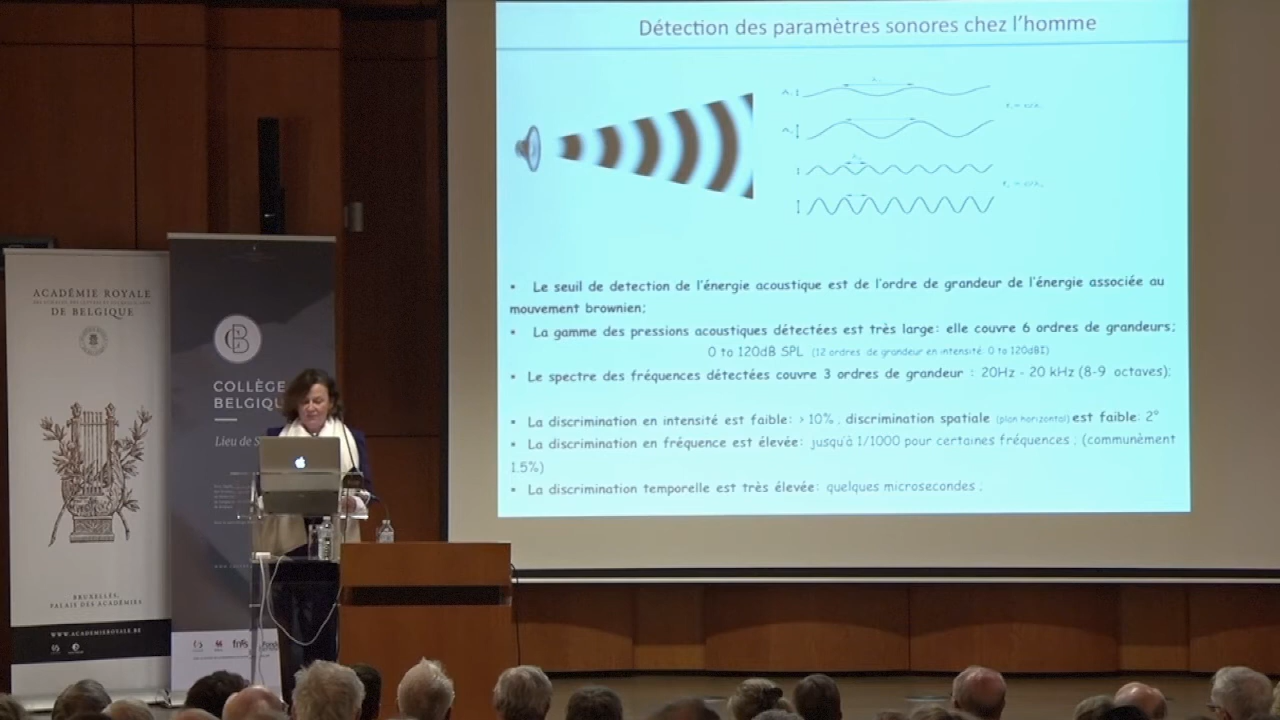 Détection des paramètres sonores chez l'homme
▪ Le seuil de detection de l'énergie acoustique est de l'ordre de grandeur de l'énergie associée au
mouvement brownien;
▪ La gamme des pressions acoustiques détectées est très large: elle couvre 6 ordres de grandeurs;
0 to 120dB SPL (12 ordres de grandeur en intensité: 0 to 120dBI)
▪ Le spectre des fréquences détectées couvre 3 ordres de grandeur : 20Hz - 20 kHz (8-9 octaves);
▪ La discrimination en intensité est faible: > 10% , discrimination spatiale (plan horizontal) est faible: 2°
▪ La discrimination en fréquence est élevée: jusqu'à 1/1000 pour certaines fréquences ; (communément
1.5%)
▪ La discrimination temporelle est très élevée: quelques microsecondes ;
ACADÉMIE ROYALE
DE BELGIQUE
BRUXELLES,
PALAIS DES ACADÉMIES
WWW.ACADEMIEROYALE.BE
CB
COLLÈGE
BELGIQU
Lieu de S
fnrs